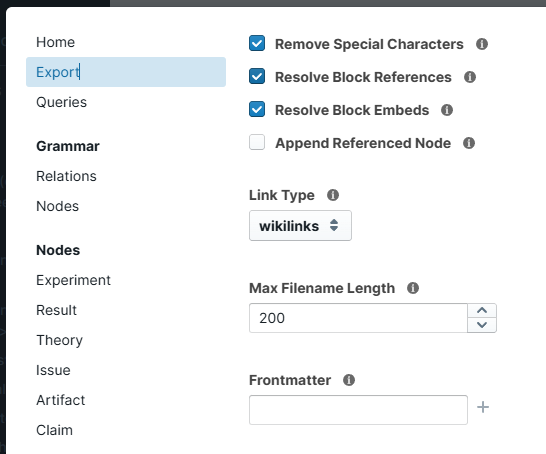 Home
Export
Queries
Grammar
Relations
Nodes
Nodes
Experiment
Result
Theory
Issue
Artifact
Claim
Remove Special Characters
Resolve Block References
Resolve Block Embeds
Append Referenced Node
Link Type
wikilinks
Max Filename Length
200
Frontmatter